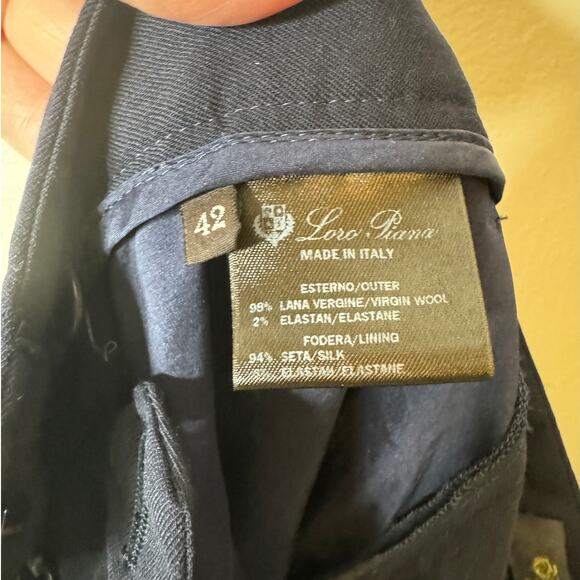 42
Loro Piana
MADE IN ITALY
ESTERNO/OUTER
98% LANA VERGINE/VIRGIN WOOL
2% ELASTAN/ELASTANE
FODERA/LINING
94% SETA/SILK
ELASTAN/ELASTANE